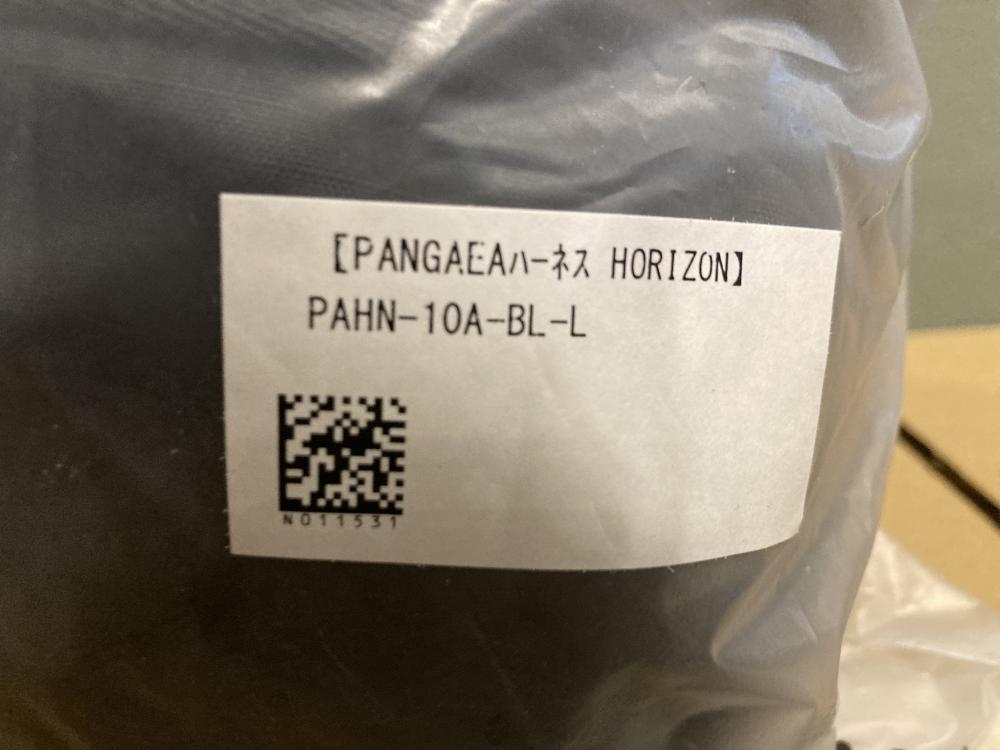 【PANGAEAハーネス HORIZON】
PAHN-10A-BL-L
N011531